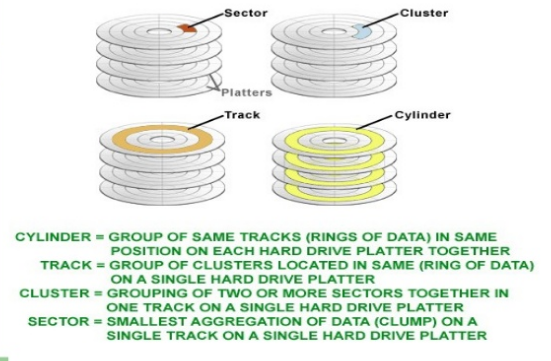 Sector
Cluster
Platters
Track
Cylinder
CYLINDER = GROUP OF SAME TRACKS (RINGS OF DATA) IN SAME
POSITION ON EACH HARD DRIVE PLATTER TOGETHER
TRACK = GROUP OF CLUSTERS LOCATED IN SAME (RING OF DATA)
ON A SINGLE HARD DRIVE PLATTER
CLUSTER = GROUPING OF TWO OR MORE SECTORS TOGETHER IN
ONE TRACK ON A SINGLE HARD DRIVE PLATTER
SECTOR = SMALLEST AGGREGATION OF DATA (CLUMP) ON A
SINGLE TRACK ON A SINGLE HARD DRIVE PLATTER